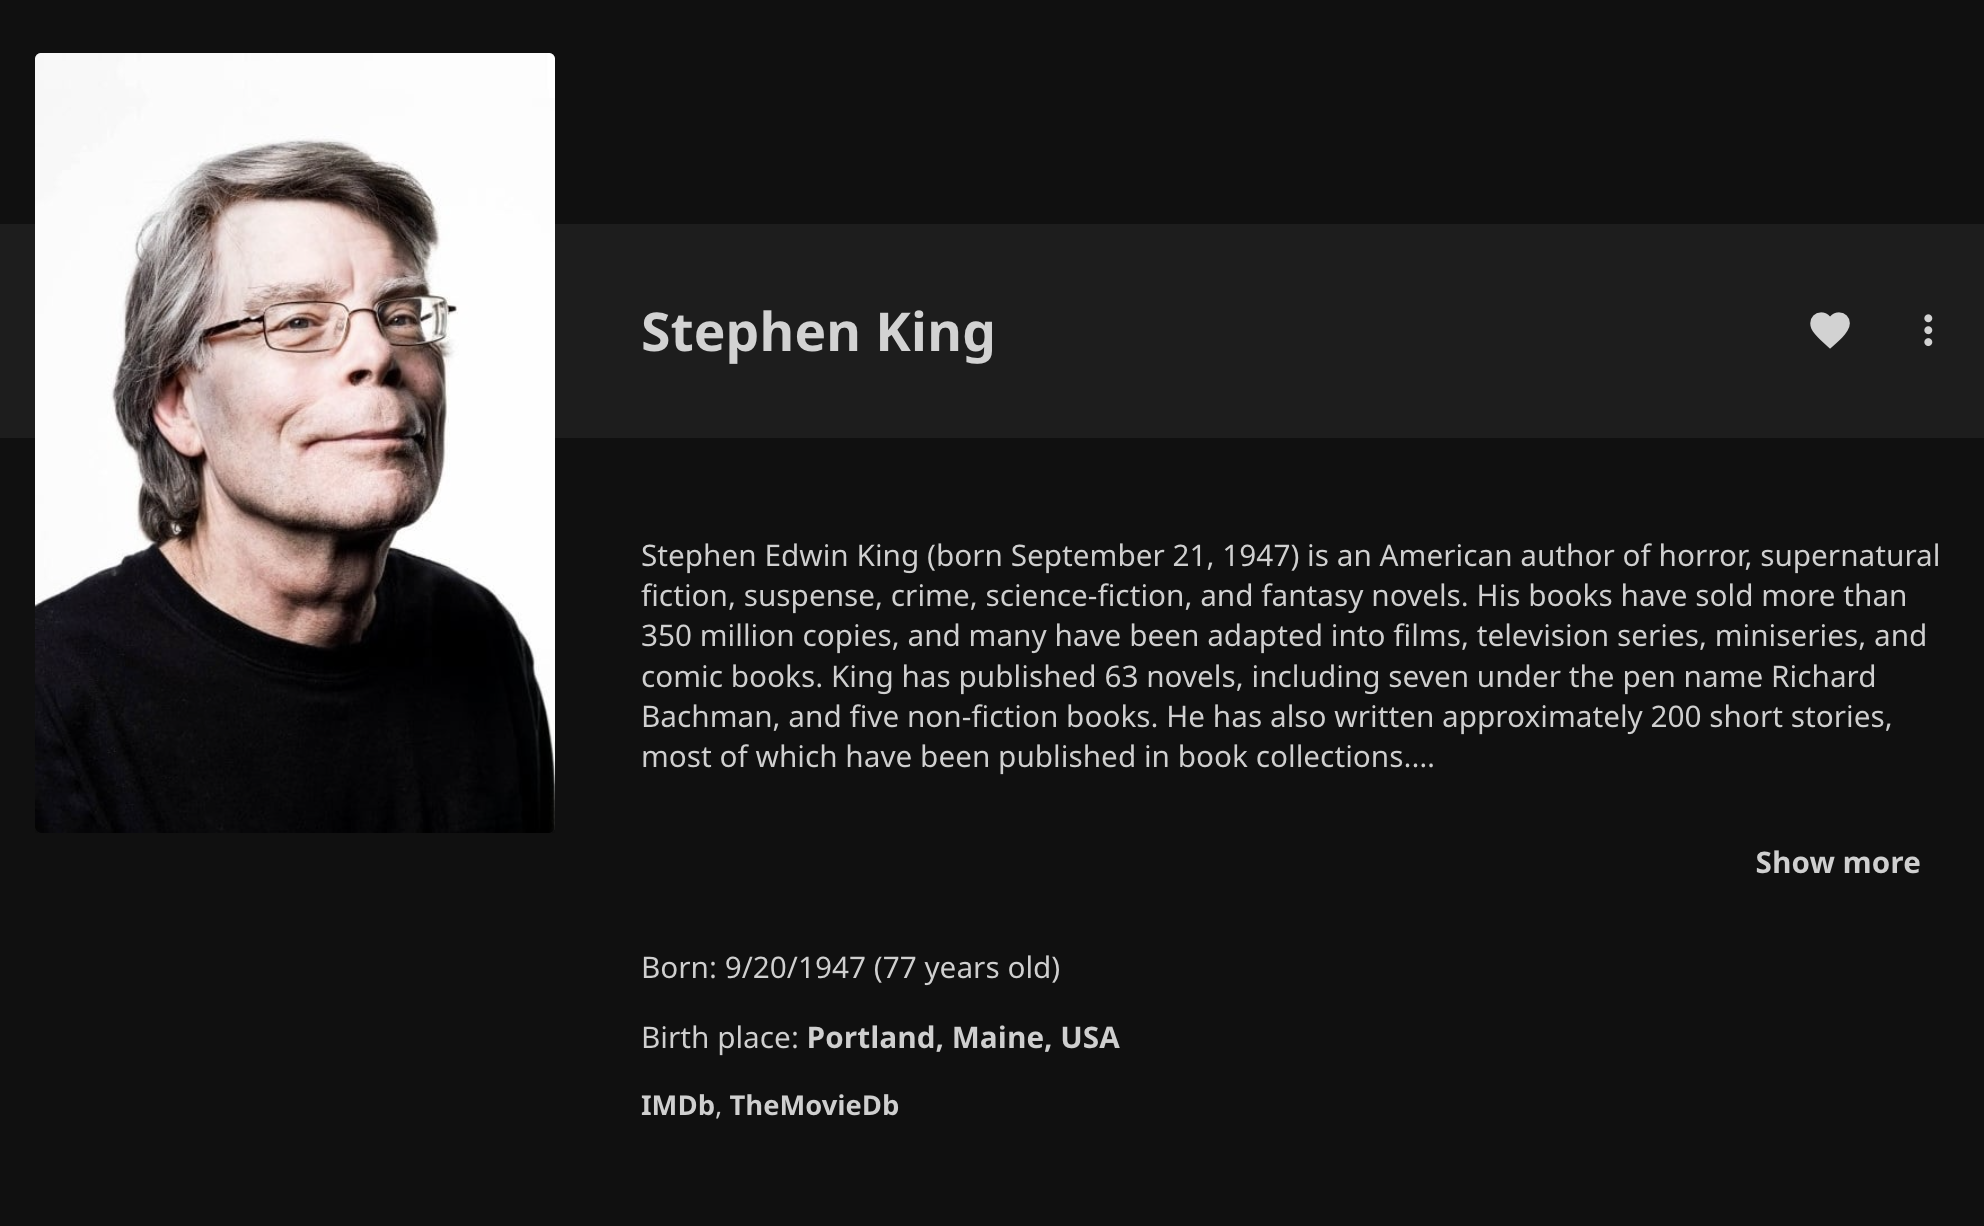 Stephen King
Stephen Edwin King (born September 21, 1947) is an American author of horror, supernatural
fiction, suspense, crime, science-fiction, and fantasy novels. His books have sold more than
350 million copies, and many have been adapted into films, television series, miniseries, and
comic books. King has published 63 novels, including seven under the pen name Richard
Bachman, and five non-fiction books. He has also written approximately 200 short stories,
most of which have been published in book collections....
Show more
Born: 9/20/1947 (77 years old)
Birth place: Portland, Maine, USA
IMDb, TheMovieDb